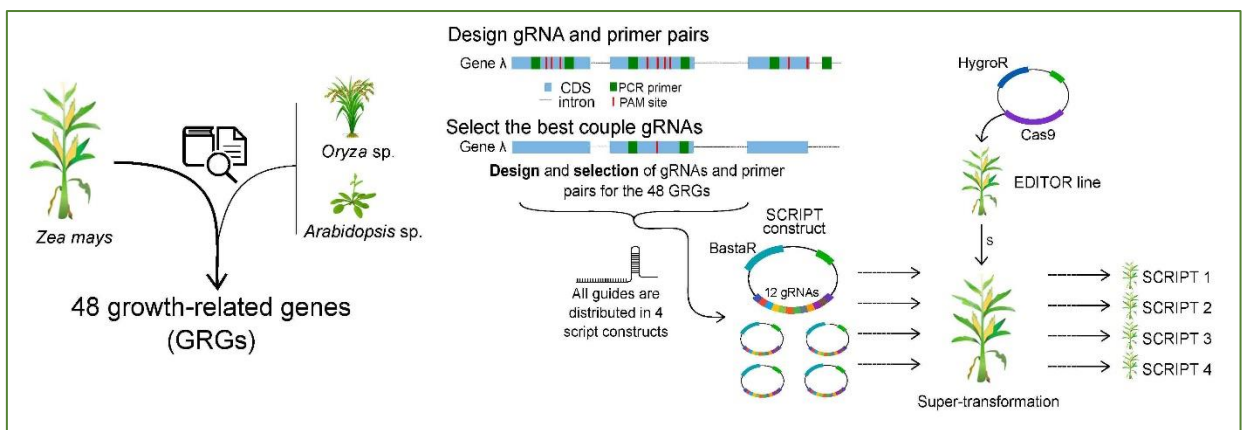 Zea mays
Oryza sp.
Arabidopsis sp.
48 growth-related genes
(GRGs)
Design gRNA and primer pairs
Gene λ
CDS
PCR primer
intron
PAM site
Select the best couple gRNAs
Gene λ
Design and selection of gRNAs and primer
pairs for the 48 GRGs
All guides are
distributed in 4
script constructs
SCRIPT
construct
BastaR
12 gRNAs
HygroR
Cas9
EDITOR line
S
Super-transformation
SCRIPT 1
SCRIPT 2
SCRIPT 3
SCRIPT 4